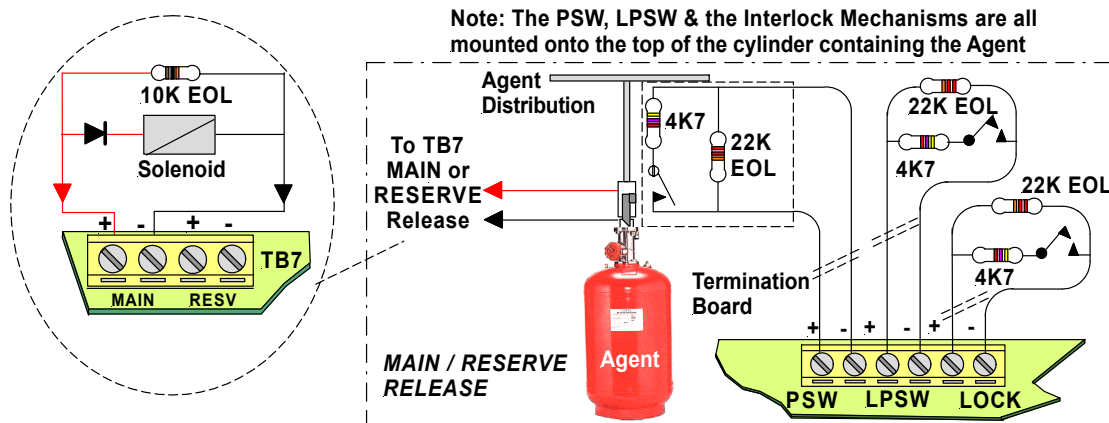 Note: The PSW, LPSW & the Interlock Mechanisms are all
mounted onto the top of the cylinder containing the Agent
10K EOL
Solenoid
+ - + -
TB7
MAIN RESV
To TB7
MAIN or
RESERVE
Release
Agent
Distribution
4K7
22K
EOL
22K EOL
4K7
22K EOL
4K7
Termination
Board
Agent
MAIN / RESERVE
RELEASE
+ - + - + -
PSW LPSW LOCK